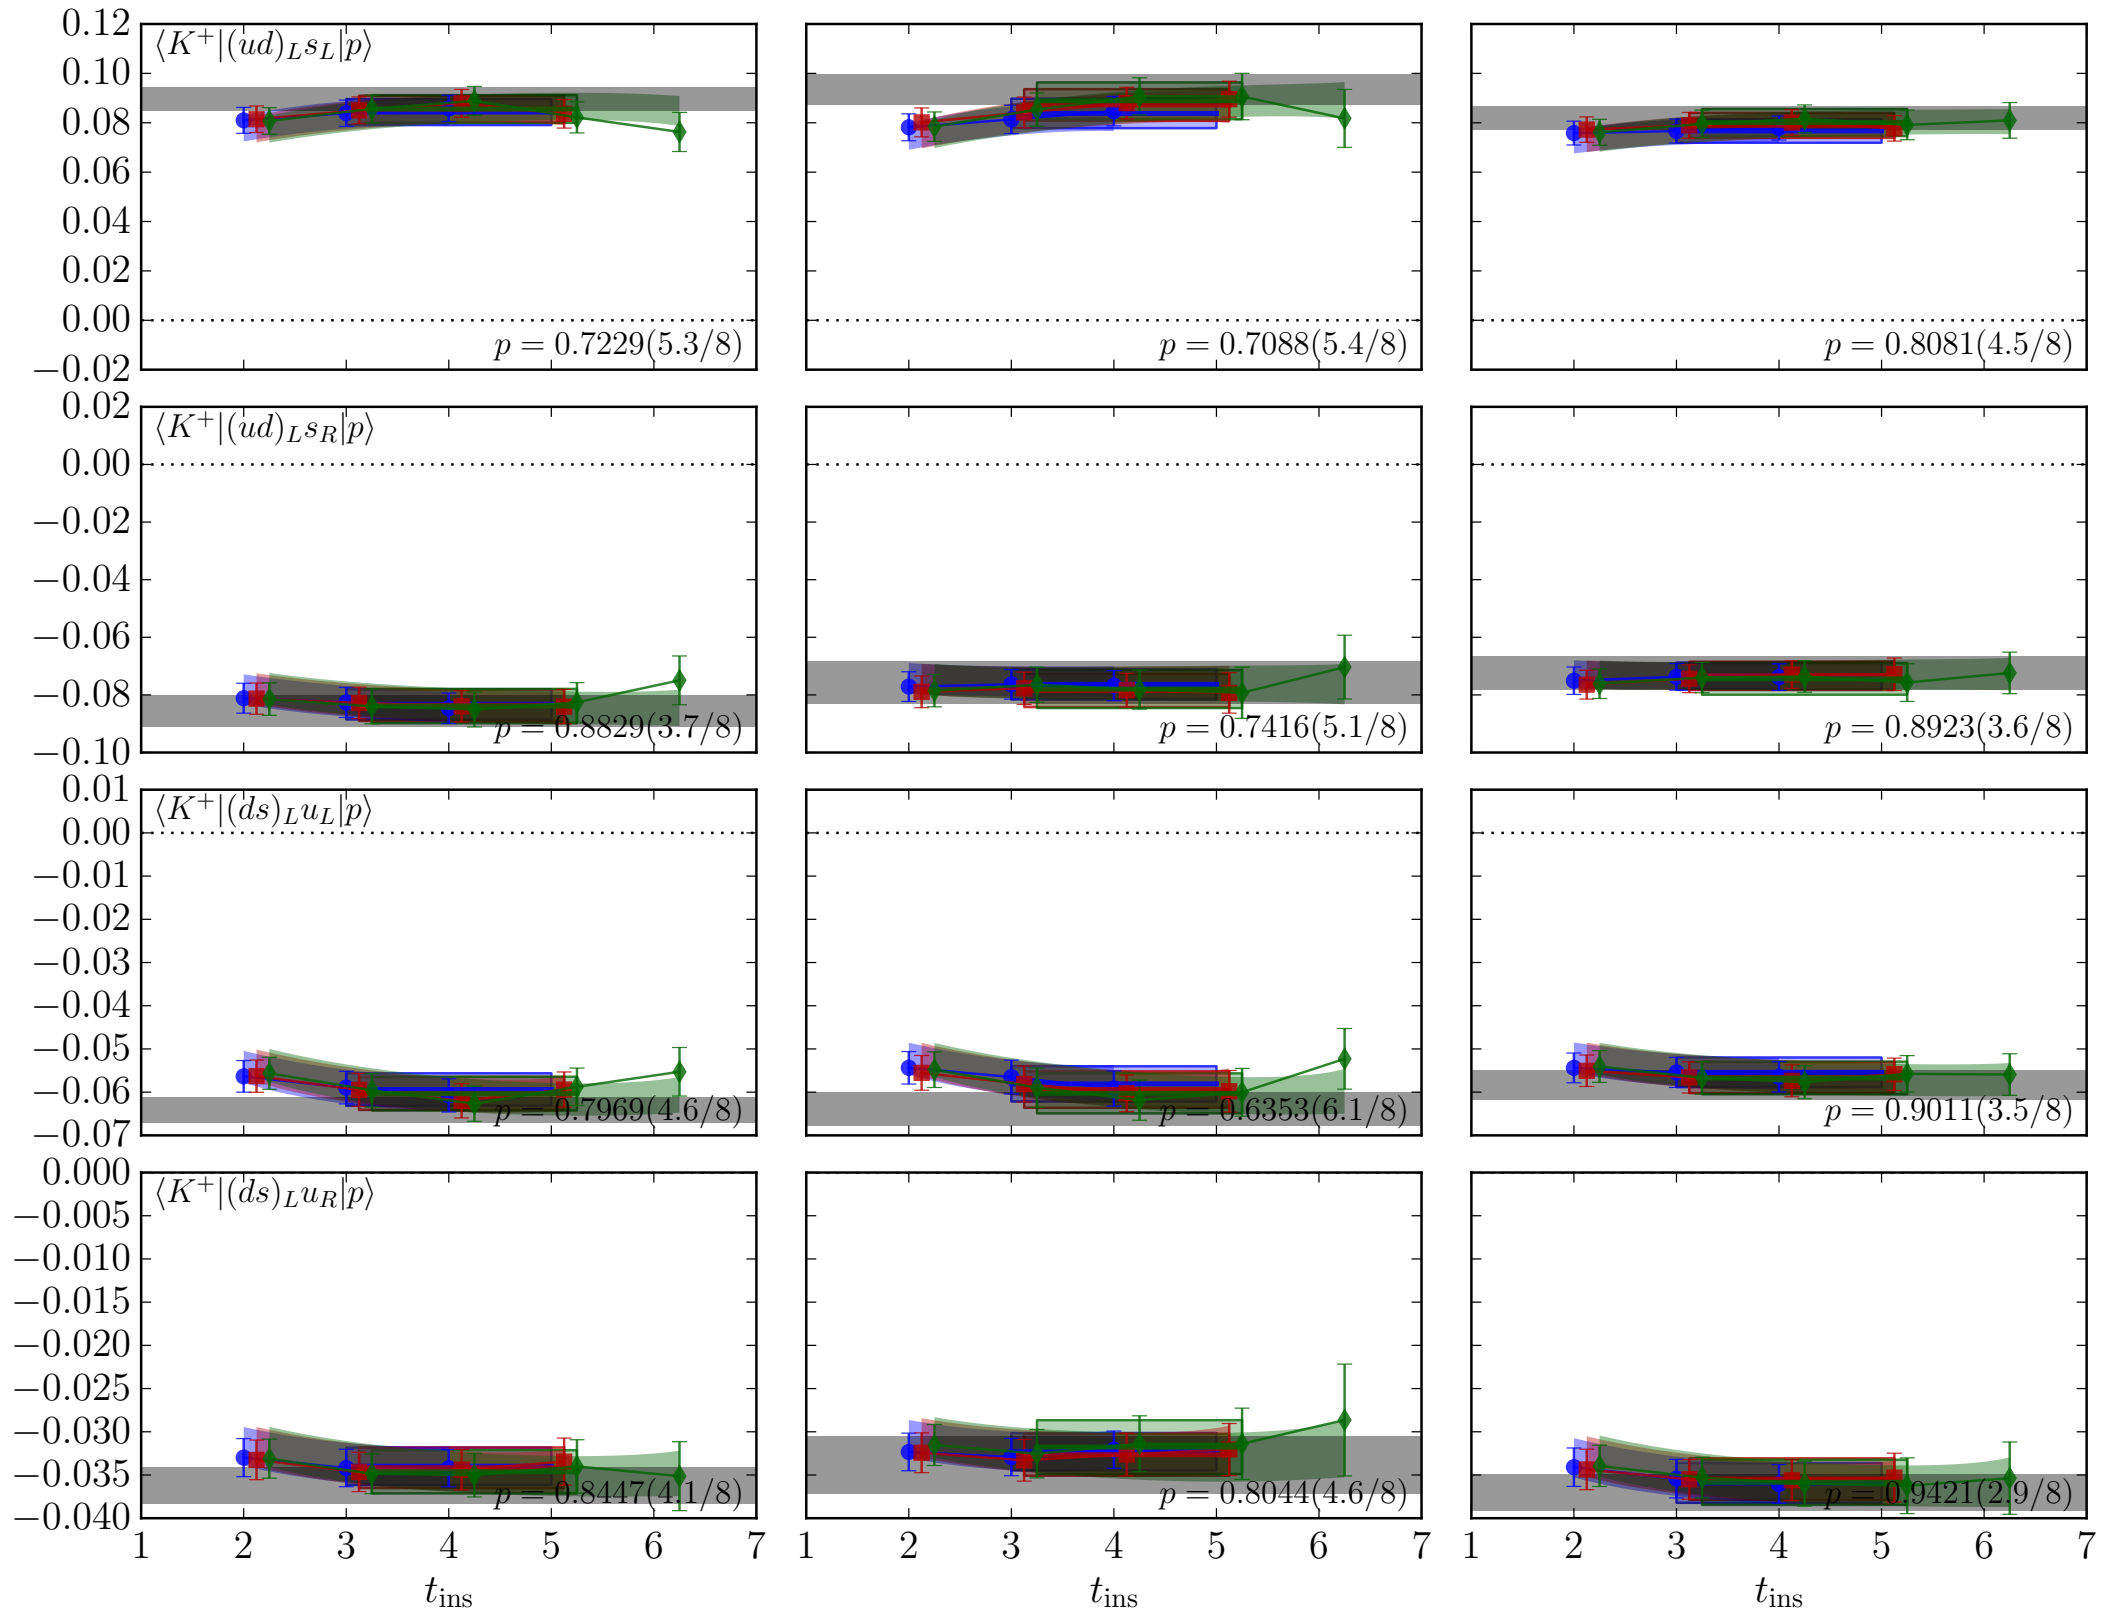 0.12
0.10
0.08
0.06
0.04
0.02
0.00
−0.02
⟨K⁺|(ud)_L s_L|p⟩
p = 0.7229(5.3/8)
p = 0.7088(5.4/8)
p = 0.8081(4.5/8)
0.02
0.00
−0.02
−0.04
−0.06
−0.08
−0.10
⟨K⁺|(ud)_L s_R|p⟩
p = 0.8829(3.7/8)
p = 0.7416(5.1/8)
p = 0.8923(3.6/8)
0.01
0.00
−0.01
−0.02
−0.03
−0.04
−0.05
−0.06
−0.07
⟨K⁺|(ds)_L u_L|p⟩
p = 0.7969(4.6/8)
p = 0.6353(6.1/8)
p = 0.9011(3.5/8)
0.000
−0.005
−0.010
−0.015
−0.020
−0.025
−0.030
−0.035
−0.040
⟨K⁺|(ds)_L u_R|p⟩
p = 0.8447(4.1/8)
p = 0.8044(4.6/8)
p = 0.9421(2.9/8)
1 2 3 4 5 6 7
1 2 3 4 5 6 7
1 2 3 4 5 6 7
t_ins
t_ins
t_ins